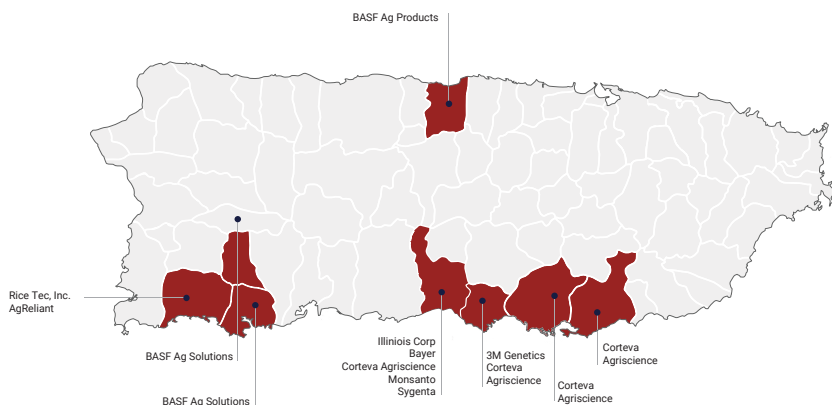 BASF Ag Products
Rice Tec, Inc.
AgReliant
BASF Ag Solutions
BASF Ag Solutions
Illiniois Corp
Bayer
Corteva Agriscience
Monsanto
Sygenta
3M Genetics
Corteva
Agriscience
Corteva
Agriscience
Corteva
Agriscience